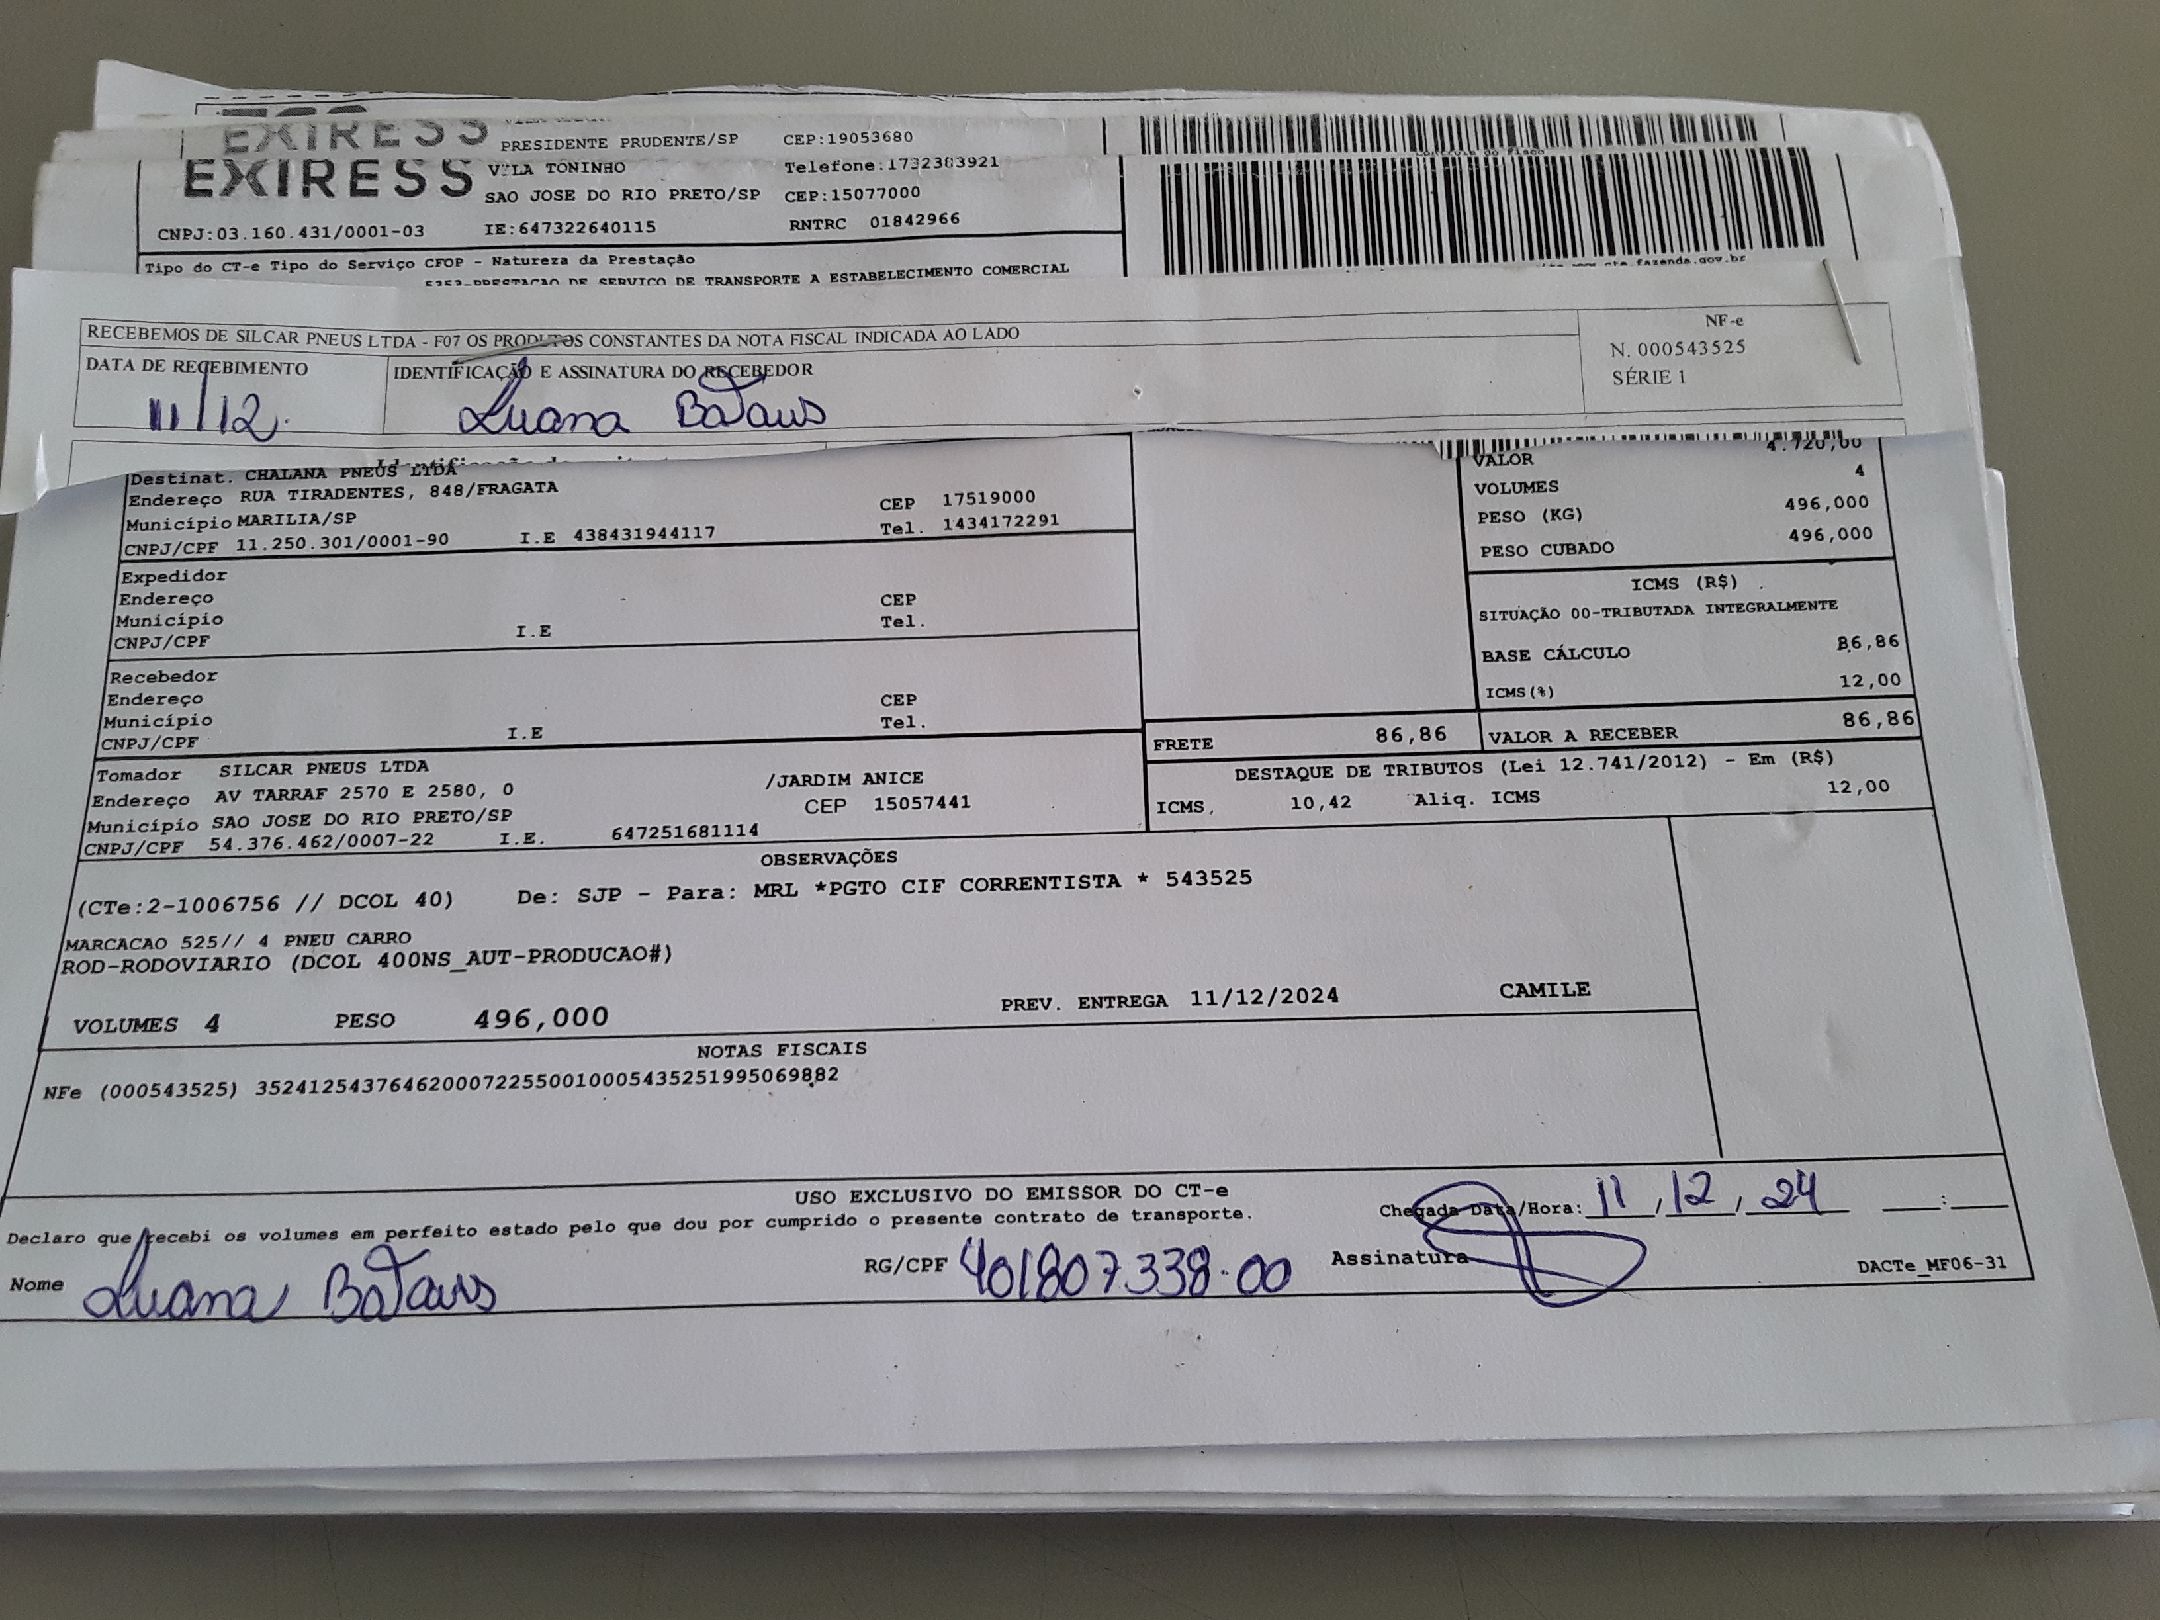 EXIRESS
PRESIDENTE PRUDENTE/SP CEP:19053680
EXIRESS
VILA TONINHO Telefone:1732383921
SAO JOSE DO RIO PRETO/SP CEP:15077000
CNPJ:03.160.431/0001-03 IE:647322640115 RNTRC 01842966
Tipo do CT-e Tipo do Serviço CFOP - Natureza da Prestação
5353-PRESTACAO DE SERVICO DE TRANSPORTE A ESTABELECIMENTO COMERCIAL
RECEBEMOS DE SILCAR PNEUS LTDA - F07 OS PRODUTOS CONSTANTES DA NOTA FISCAL INDICADA AO LADO
NF-e
N. 000543525
SÉRIE 1
DATA DE RECEBIMENTO IDENTIFICAÇÃO E ASSINATURA DO RECEBEDOR
11/12. Luana
Destinat. CHALANA PNEUS LTDA
Endereço RUA TIRADENTES, 848/FRAGATA CEP 17519000
Município MARILIA/SP Tel. 1434172291
CNPJ/CPF 11.250.301/0001-90 I.E 438431944117
VALOR 4.720,00
VOLUMES 4
PESO (KG) 496,000
PESO CUBADO 496,000
Expedidor
Endereço CEP
Município Tel.
CNPJ/CPF I.E
ICMS (R$)
SITUAÇÃO 00-TRIBUTADA INTEGRALMENTE
BASE CÁLCULO 86,86
ICMS(%) 12,00
Recebedor
Endereço CEP
Município Tel.
CNPJ/CPF I.E
FRETE 86,86 VALOR A RECEBER 86,86
Tomador SILCAR PNEUS LTDA
Endereço AV TARRAF 2570 E 2580, 0 /JARDIM ANICE
Município SAO JOSE DO RIO PRETO/SP CEP 15057441
CNPJ/CPF 54.376.462/0007-22 I.E. 647251681114
DESTAQUE DE TRIBUTOS (Lei 12.741/2012) - Em (R$)
ICMS. 10,42 Aliq. ICMS 12,00
OBSERVAÇÕES
(CTe:2-1006756 // DCOL 40) De: SJP - Para: MRL *PGTO CIF CORRENTISTA * 543525
MARCACAO 525// 4 PNEU CARRO
ROD-RODOVIARIO (DCOL 400NS_AUT-PRODUCAO#)
VOLUMES 4 PESO 496,000 PREV. ENTREGA 11/12/2024 CAMILE
NOTAS FISCAIS
NFe (000543525) 35241254376462000722550010005435251995069882
USO EXCLUSIVO DO EMISSOR DO CT-e
Declaro que recebi os volumes em perfeito estado pelo que dou por cumprido o presente contrato de transporte.
Chegada Data/Hora: 11/12/24 __:__
Nome Luana RG/CPF 401807338-00 Assinatura
DACTe_MF06-31